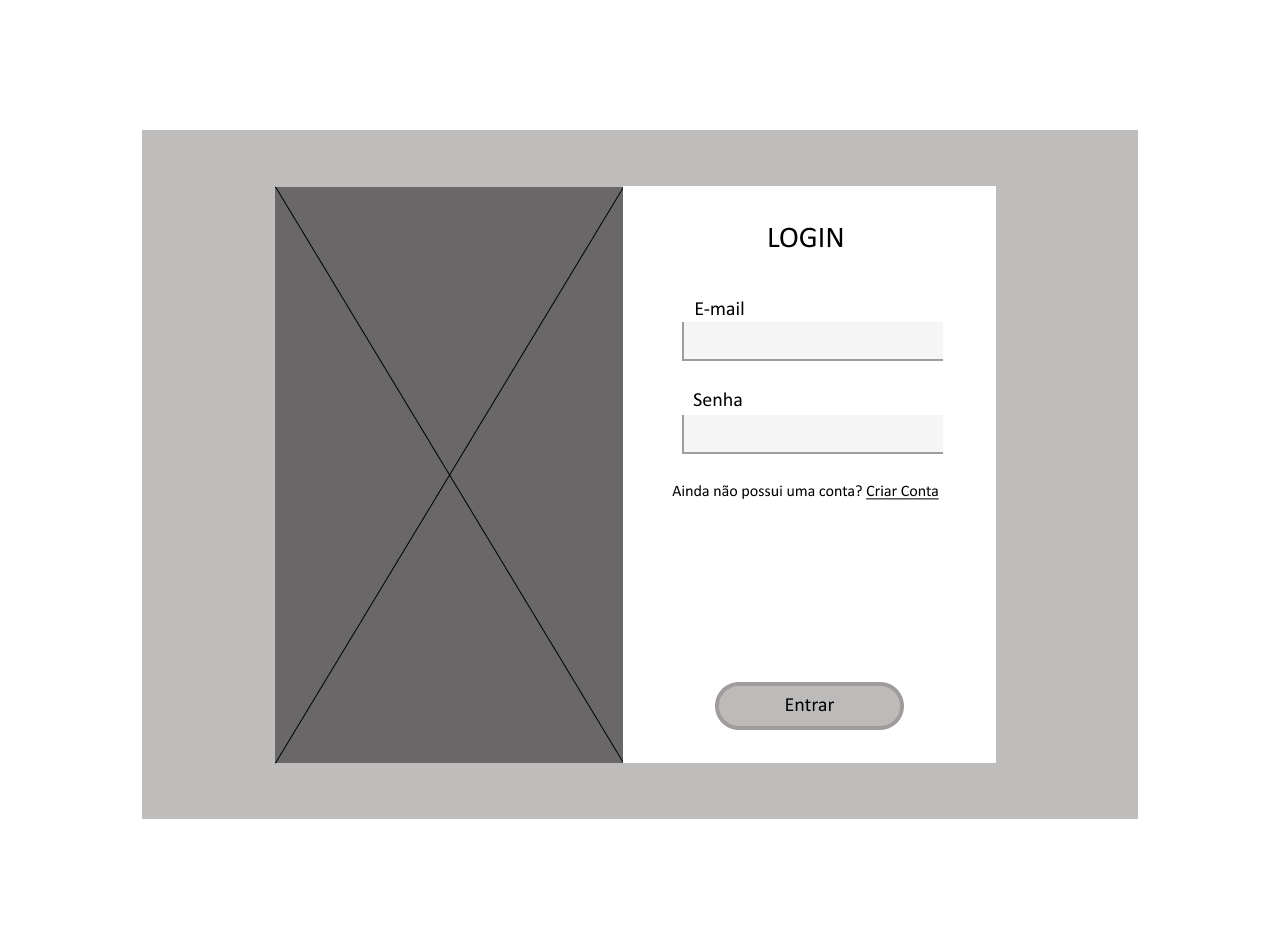 LOGIN
E-mail
Senha
Ainda não possui uma conta? Criar Conta
Entrar